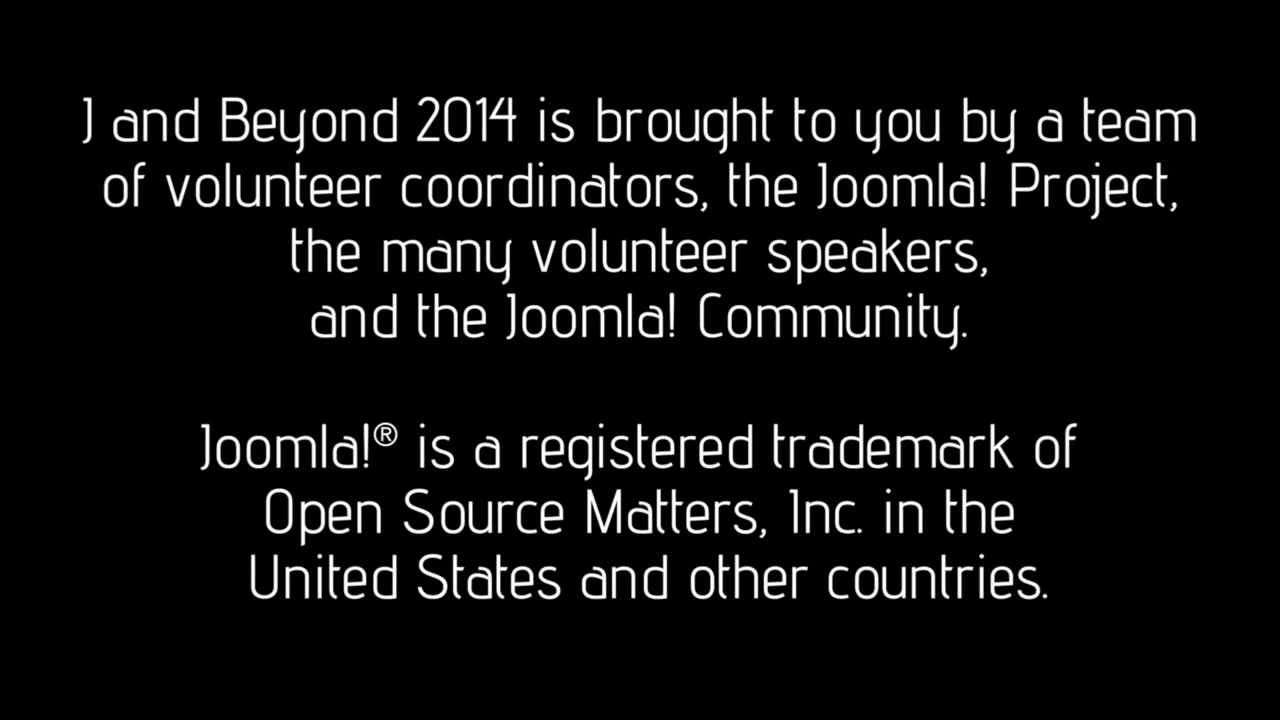 J and Beyond 2014 is brought to you by a team
of volunteer coordinators, the Joomla! Project,
the many volunteer speakers,
and the Joomla! Community.
Joomla!® is a registered trademark of
Open Source Matters, Inc. in the
United States and other countries.